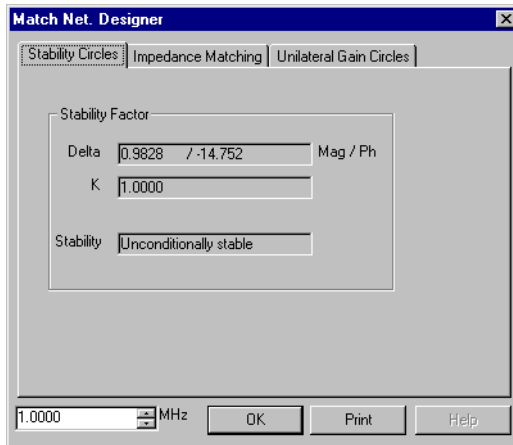 Match Net. Designer
Stability Circles Impedance Matching Unilateral Gain Circles
Stability Factor
Delta 0.9828 / -14.752 Mag / Ph
K 1.0000
Stability Unconditionally stable
1.0000 MHz OK Print Help